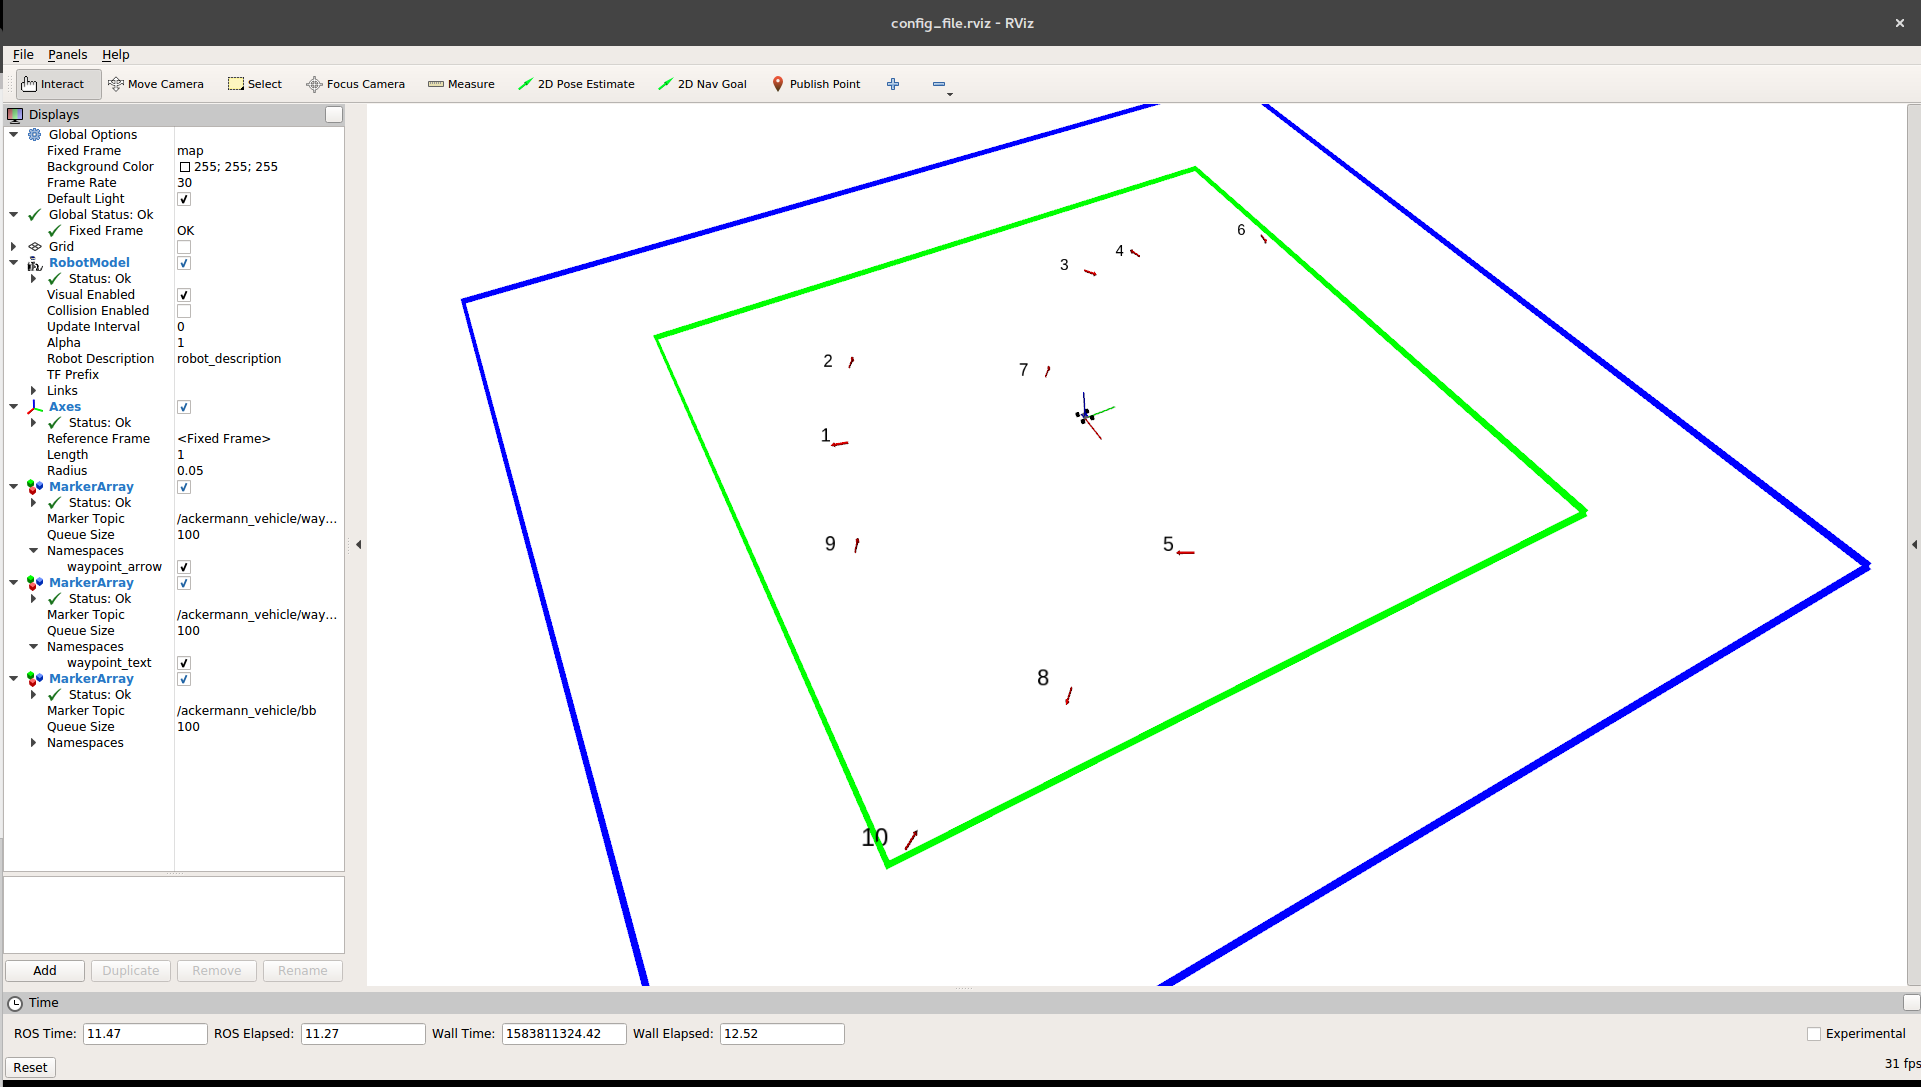 config_file.rviz - RViz
File Panels Help
Interact Move Camera Select Focus Camera Measure 2D Pose Estimate 2D Nav Goal Publish Point
Displays
Global Options
Fixed Frame map
Background Color 255; 255; 255
Frame Rate 30
Default Light
Global Status: Ok
Fixed Frame OK
Grid
RobotModel
Status: Ok
Visual Enabled
Collision Enabled
Update Interval 0
Alpha 1
Robot Description robot_description
TF Prefix
Links
Axes
Status: Ok
Reference Frame <Fixed Frame>
Length 1
Radius 0.05
MarkerArray
Status: Ok
Marker Topic /ackermann_vehicle/way...
Queue Size 100
Namespaces
waypoint_arrow
MarkerArray
Status: Ok
Marker Topic /ackermann_vehicle/way...
Queue Size 100
Namespaces
waypoint_text
MarkerArray
Status: Ok
Marker Topic /ackermann_vehicle/bb
Queue Size 100
Namespaces
Add Duplicate Remove Rename
6
4
3
2
7
1
9
5
8
10
Time
ROS Time: 11.47 ROS Elapsed: 11.27 Wall Time: 1583811324.42 Wall Elapsed: 12.52 Experimental
Reset 31 fps